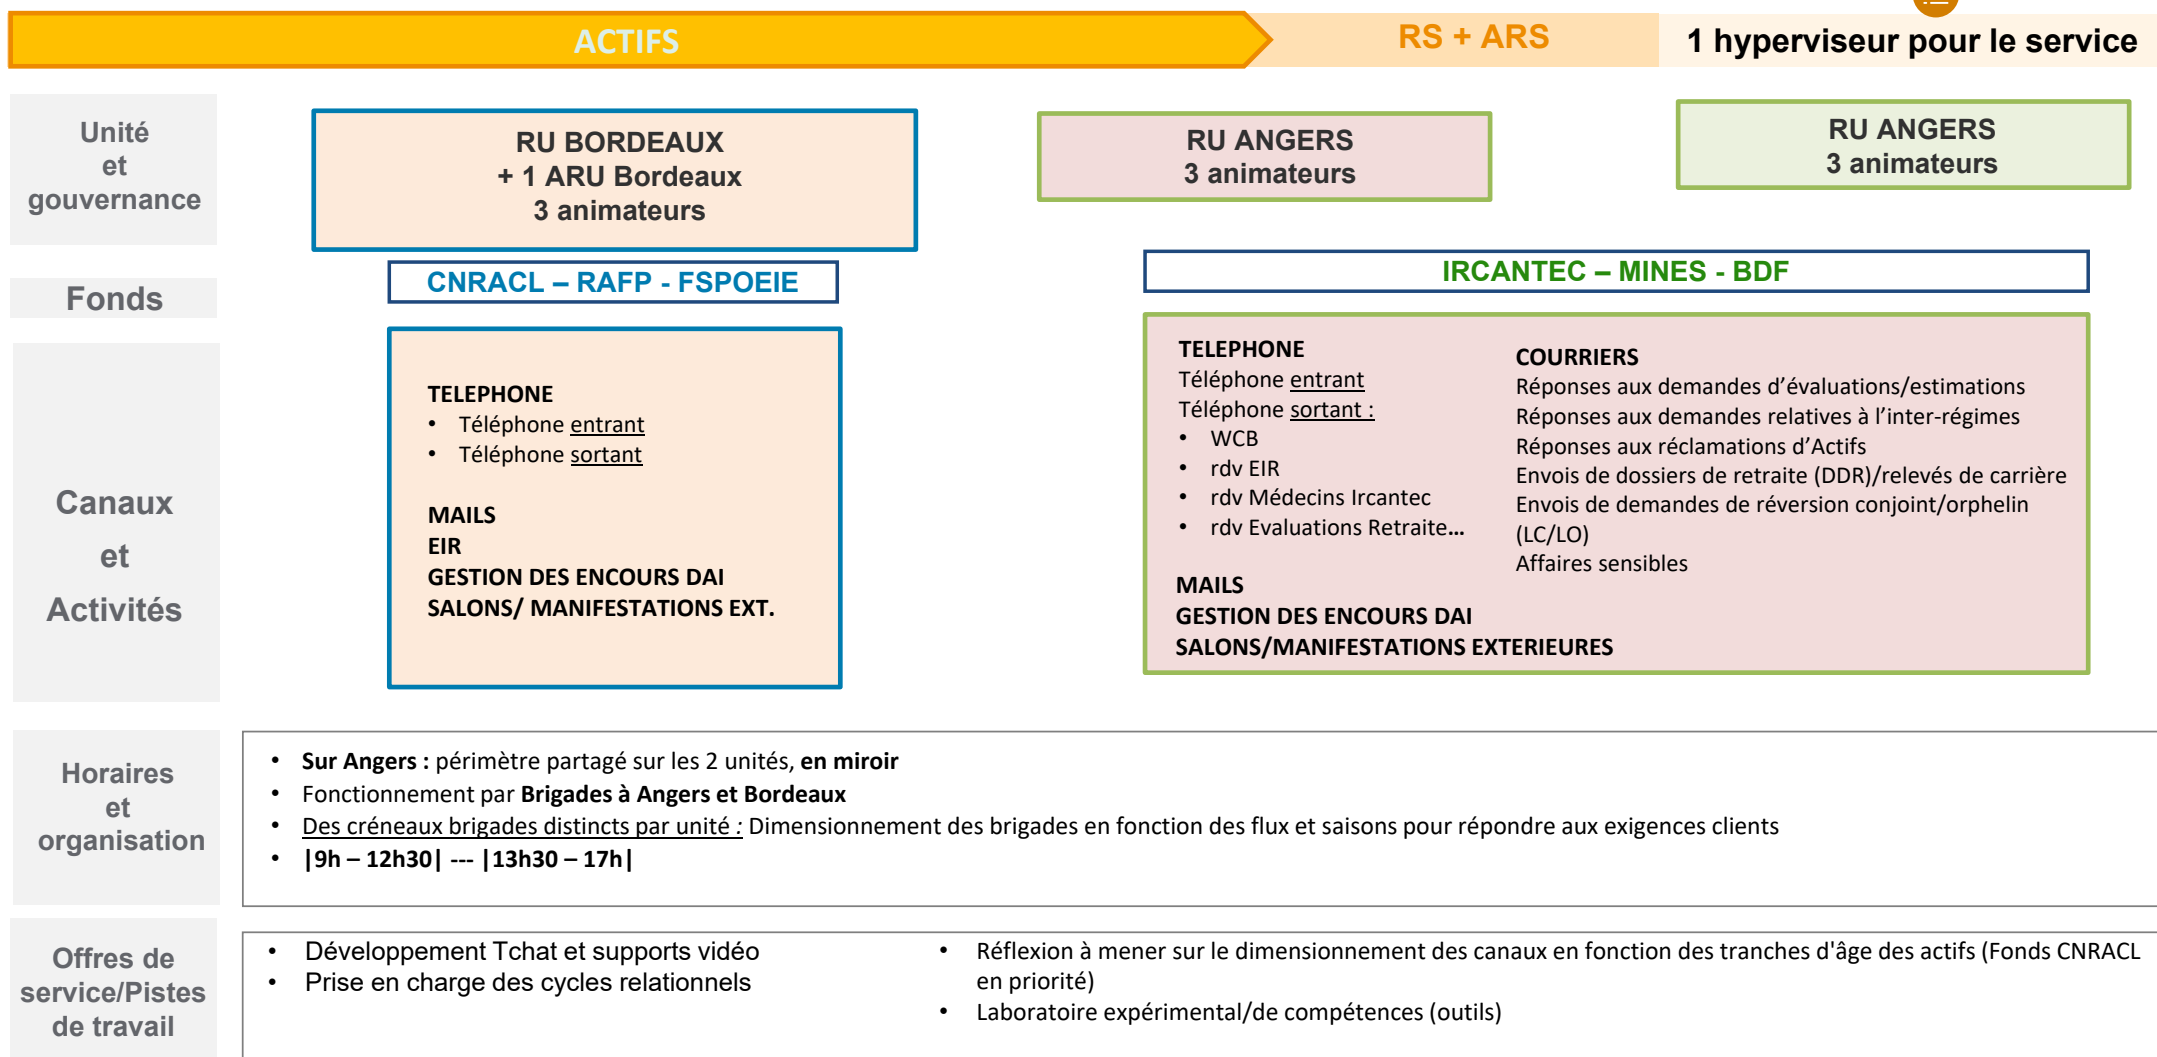 ACTIFS
RS + ARS
1 hyperviseur pour le service
Unité
et
gouvernance
RU BORDEAUX
+ 1 ARU Bordeaux
3 animateurs
RU ANGERS
3 animateurs
RU ANGERS
3 animateurs
Fonds
CNRACL – RAFP - FSPOEIE
IRCANTEC – MINES - BDF
Canaux
et
Activités
TELEPHONE
• Téléphone entrant
• Téléphone sortant
MAILS
EIR
GESTION DES ENCOURS DAI
SALONS/ MANIFESTATIONS EXT.
TELEPHONE
Téléphone entrant
Téléphone sortant :
• WCB
• rdv EIR
• rdv Médecins Ircantec
• rdv Evaluations Retraite…
MAILS
GESTION DES ENCOURS DAI
SALONS/MANIFESTATIONS EXTERIEURES
COURRIERS
Réponses aux demandes d’évaluations/estimations
Réponses aux demandes relatives à l’inter-régimes
Réponses aux réclamations d’Actifs
Envois de dossiers de retraite (DDR)/relevés de carrière
Envois de demandes de réversion conjoint/orphelin
(LC/LO)
Affaires sensibles
Horaires
et
organisation
• Sur Angers : périmètre partagé sur les 2 unités, en miroir
• Fonctionnement par Brigades à Angers et Bordeaux
• Des créneaux brigades distincts par unité : Dimensionnement des brigades en fonction des flux et saisons pour répondre aux exigences clients
• |9h – 12h30| --- |13h30 – 17h|
Offres de
service/Pistes
de travail
• Développement Tchat et supports vidéo
• Prise en charge des cycles relationnels
• Réflexion à mener sur le dimensionnement des canaux en fonction des tranches d'âge des actifs (Fonds CNRACL
en priorité)
• Laboratoire expérimental/de compétences (outils)